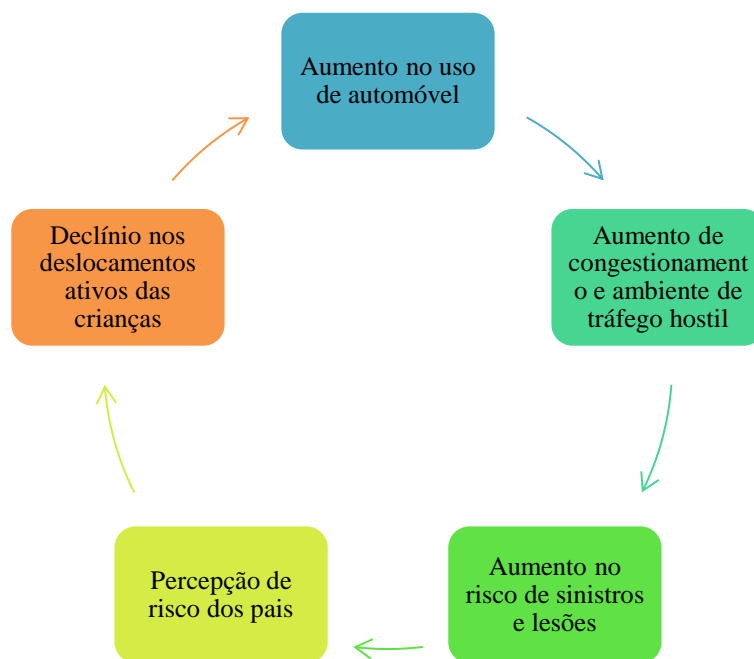 Aumento no uso
de automóvel
Aumento de
congestionament
o e ambiente de
tráfego hostil
Aumento no
risco de sinistros
e lesões
Percepção de
risco dos pais
Declínio nos
deslocamentos
ativos das
crianças